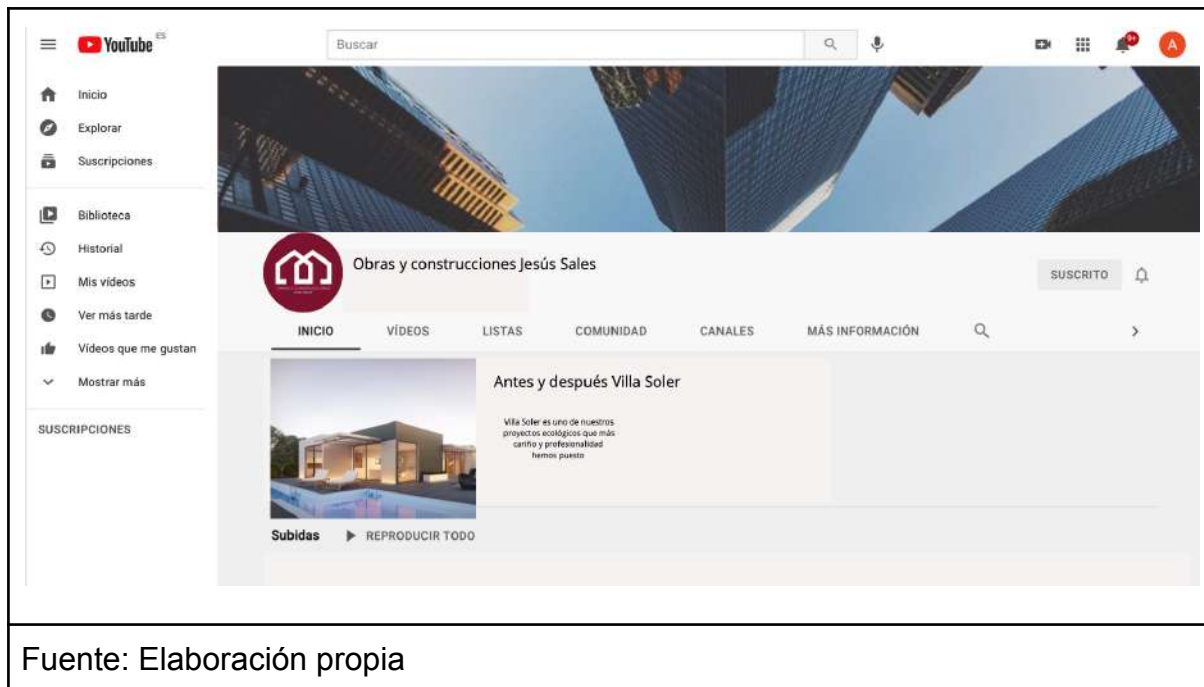 YouTube ES
Buscar
9+
A
Inicio
Explorar
Suscripciones
Biblioteca
Historial
Mis vídeos
Ver más tarde
Vídeos que me gustan
Mostrar más
SUSCRIPCIONES
Obras y construcciones Jesús Sales
SUSCRITO
INICIO VÍDEOS LISTAS COMUNIDAD CANALES MÁS INFORMACIÓN
Antes y después Villa Soler
Villa Soler es uno de nuestros
proyectos ecológicos que más
cariño y profesionalidad
hemos puesto
Subidas REPRODUCIR TODO
Fuente: Elaboración propia